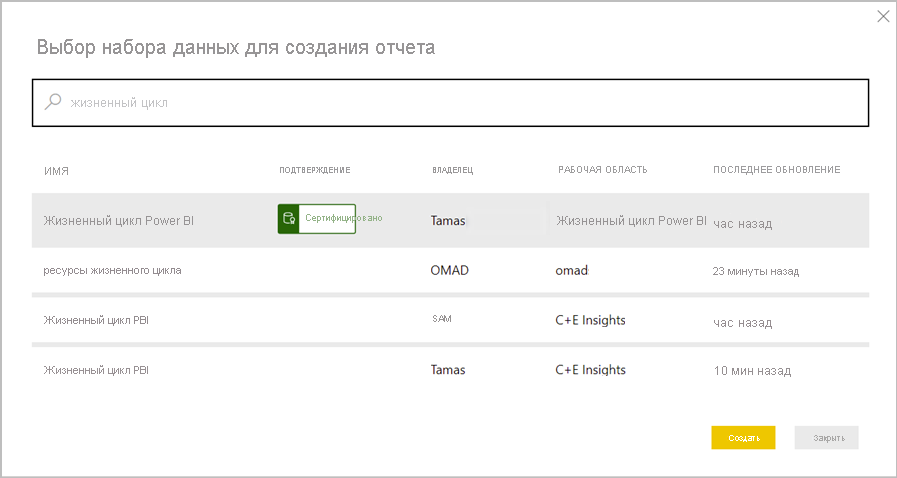 Выбор набора данных для создания отчета
жизненный цикл
ИМЯ ПОДТВЕРЖДЕНИЕ ВЛАДЕЛЕЦ РАБОЧАЯ ОБЛАСТЬ ПОСЛЕДНЕЕ ОБНОВЛЕНИЕ
Жизненный цикл Power BI Сертифицировано Tamas Жизненный цикл Power BI час назад
ресурсы жизненного цикла OMAD omad 23 минуты назад
Жизненный цикл PBI SAM C+E Insights час назад
Жизненный цикл PBI Tamas C+E Insights 10 мин назад
Создать Закрыть